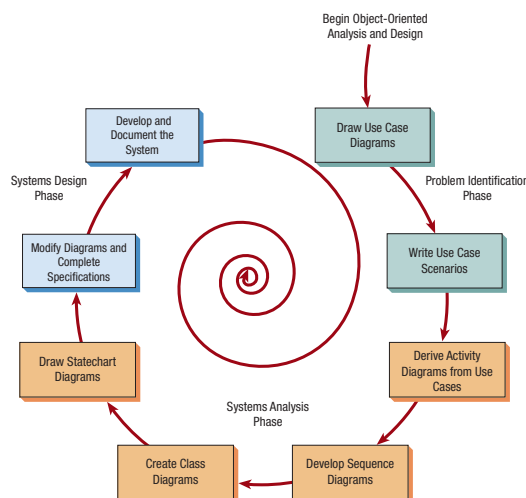 Begin Object-Oriented
Analysis and Design
Draw Use Case
Diagrams
Problem Identification
Phase
Write Use Case
Scenarios
Derive Activity
Diagrams from Use
Cases
Develop Sequence
Diagrams
Systems Analysis
Phase
Create Class
Diagrams
Draw Statechart
Diagrams
Modify Diagrams and
Complete
Specifications
Systems Design
Phase
Develop and
Document the
System